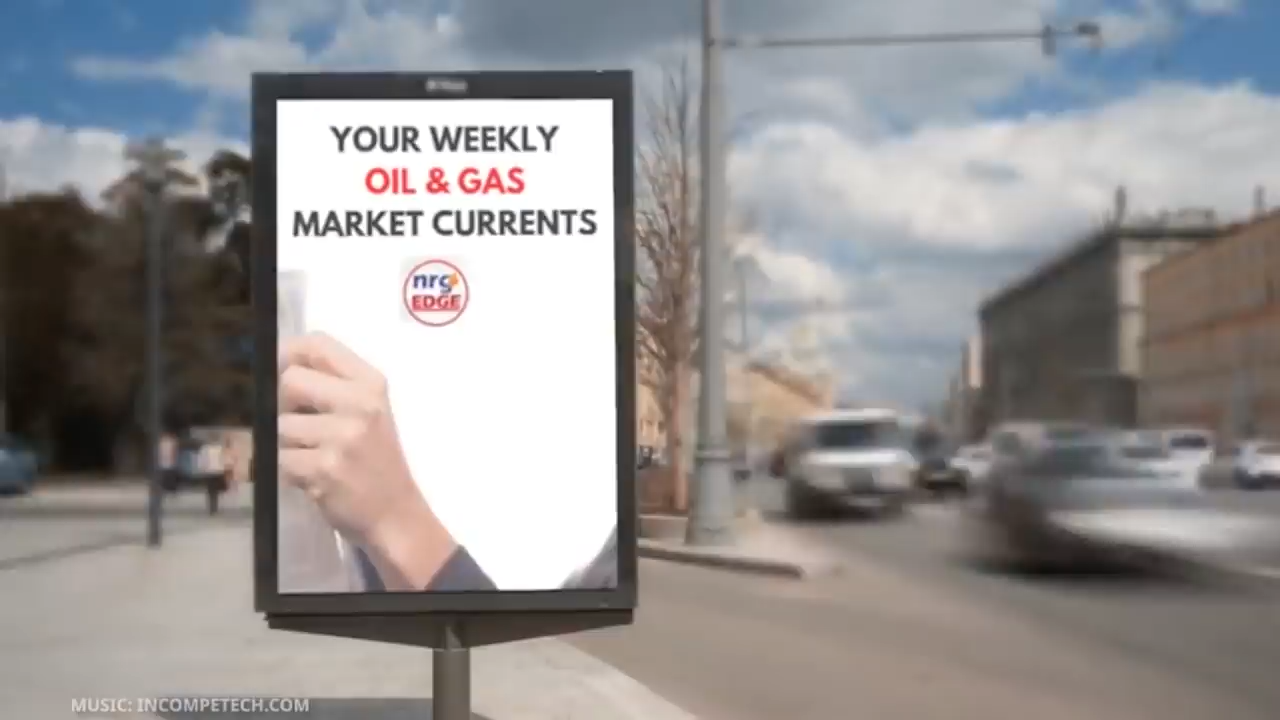 YOUR WEEKLY
OIL & GAS
MARKET CURRENTS
nrg
EDGE
MUSIC: INCOMPETECH.COM